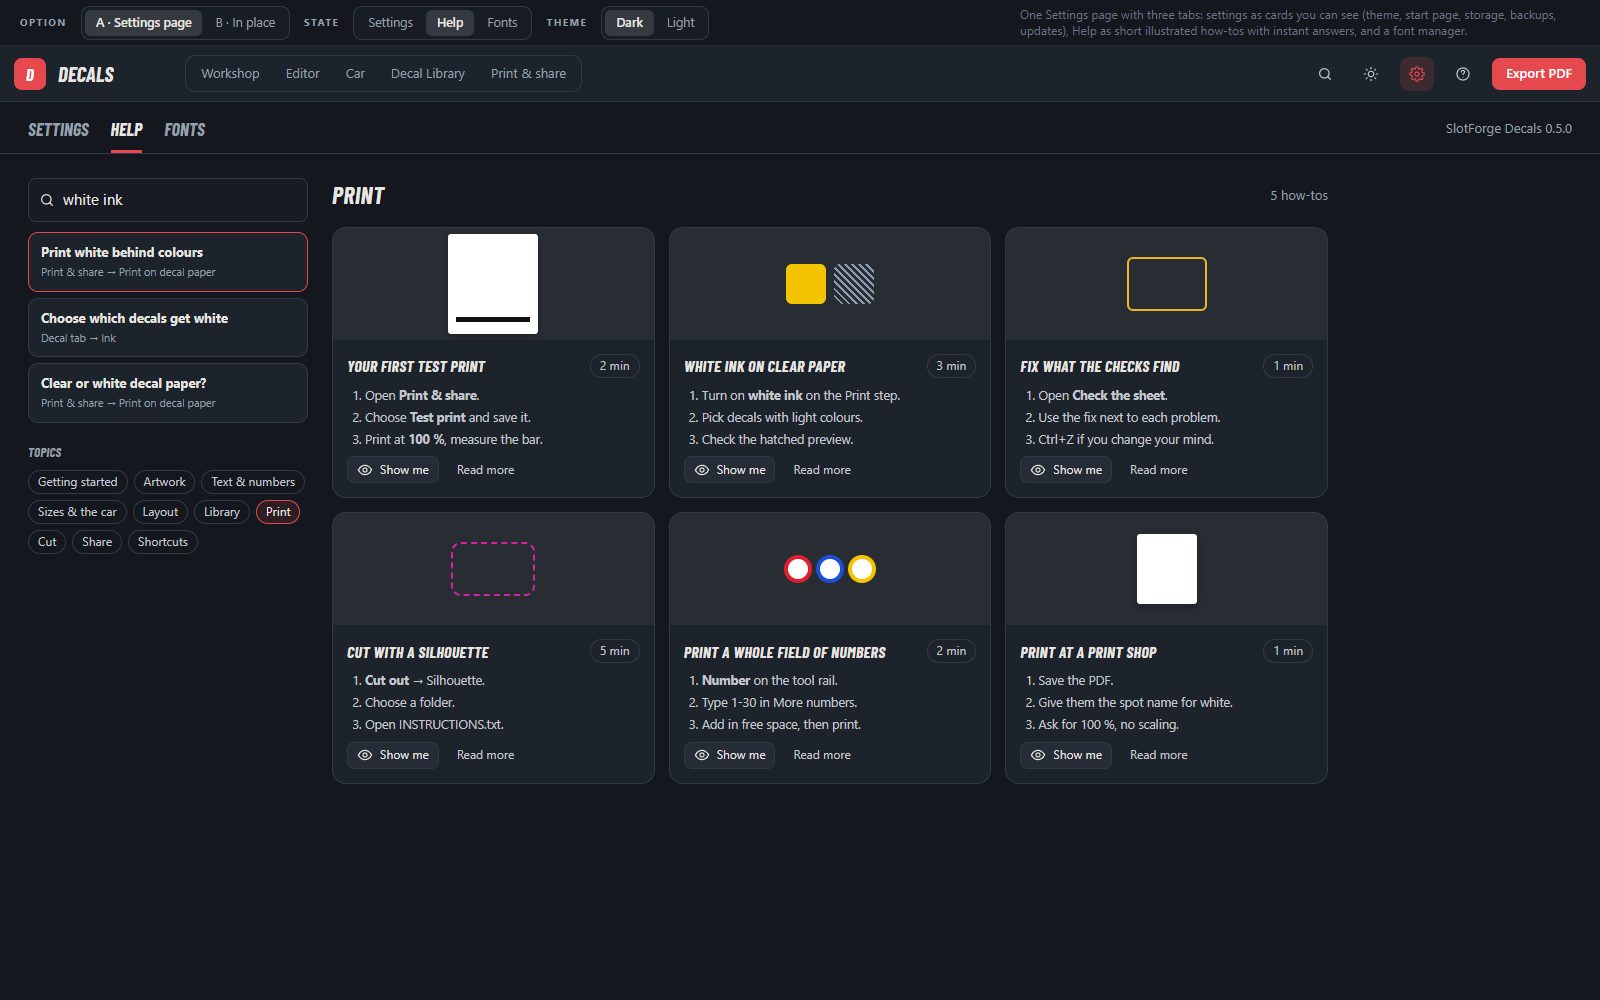 OPTION A · Settings page B · In place STATE Settings Help Fonts THEME Dark Light
One Settings page with three tabs: settings as cards you can see (theme, start page, storage, backups,
updates), Help as short illustrated how-tos with instant answers, and a font manager.
D DECALS Workshop Editor Car Decal Library Print & share Export PDF
SETTINGS HELP FONTS SlotForge Decals 0.5.0
white ink
Print white behind colours
Print & share → Print on decal paper
Choose which decals get white
Decal tab → Ink
Clear or white decal paper?
Print & share → Print on decal paper
TOPICS
Getting started Artwork Text & numbers
Sizes & the car Layout Library Print
Cut Share Shortcuts
PRINT 5 how-tos
YOUR FIRST TEST PRINT 2 min
1. Open Print & share.
2. Choose Test print and save it.
3. Print at 100 %, measure the bar.
Show me Read more
WHITE INK ON CLEAR PAPER 3 min
1. Turn on white ink on the Print step.
2. Pick decals with light colours.
3. Check the hatched preview.
Show me Read more
FIX WHAT THE CHECKS FIND 1 min
1. Open Check the sheet.
2. Use the fix next to each problem.
3. Ctrl+Z if you change your mind.
Show me Read more
CUT WITH A SILHOUETTE 5 min
1. Cut out → Silhouette.
2. Choose a folder.
3. Open INSTRUCTIONS.txt.
Show me Read more
PRINT A WHOLE FIELD OF NUMBERS 2 min
1. Number on the tool rail.
2. Type 1-30 in More numbers.
3. Add in free space, then print.
Show me Read more
PRINT AT A PRINT SHOP 1 min
1. Save the PDF.
2. Give them the spot name for white.
3. Ask for 100 %, no scaling.
Show me Read more